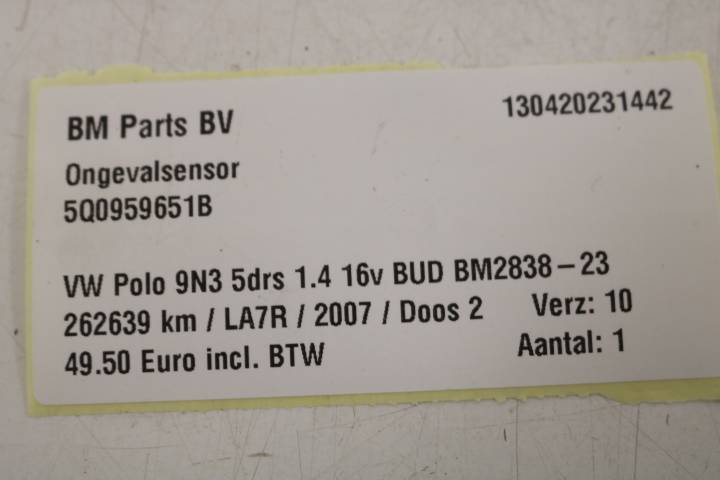 BM Parts BV
130420231442
Ongevalsensor
5Q0959651B
VW Polo 9N3 5drs 1.4 16v BUD BM2838-23
262639 km / LA7R / 2007 / Doos 2 Verz: 10
49.50 Euro incl. BTW Aantal: 1